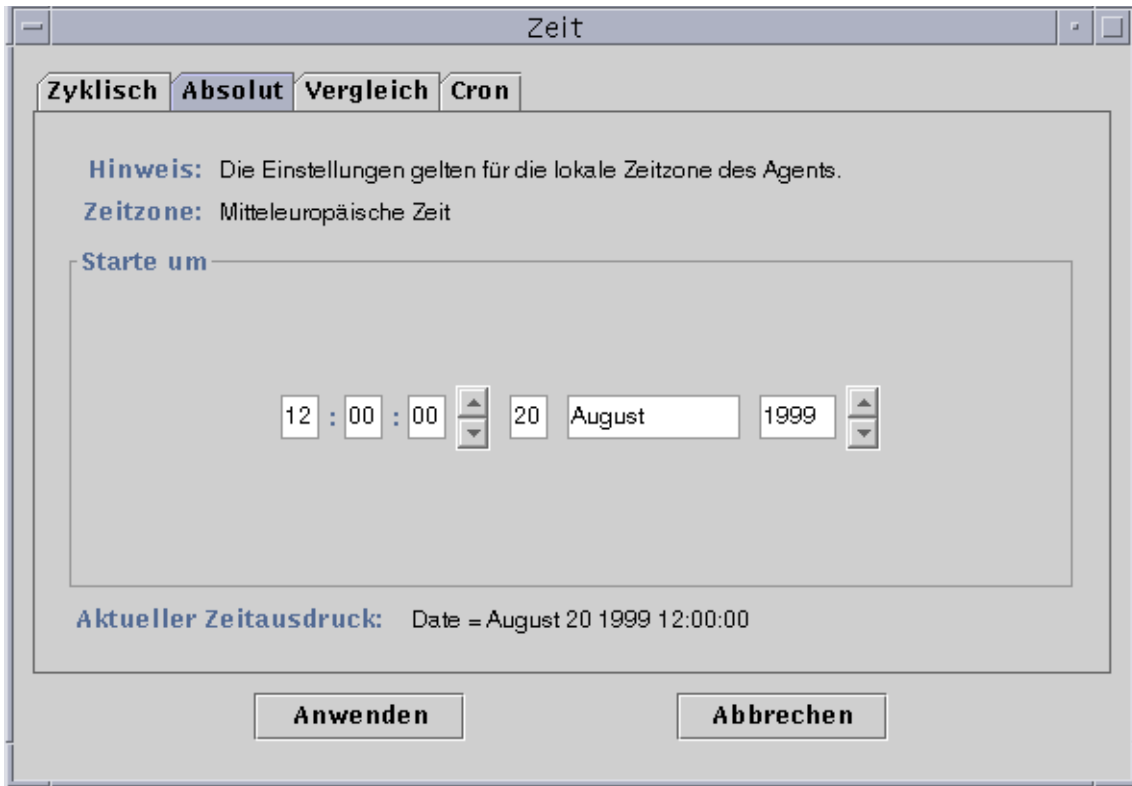 Zeit
Zyklisch Absolut Vergleich Cron
Hinweis: Die Einstellungen gelten für die lokale Zeitzone des Agents.
Zeitzone: Mitteleuropäische Zeit
Starte um
12 : 00 : 00 20 August 1999
Aktueller Zeitausdruck: Date = August 20 1999 12:00:00
Anwenden Abbrechen